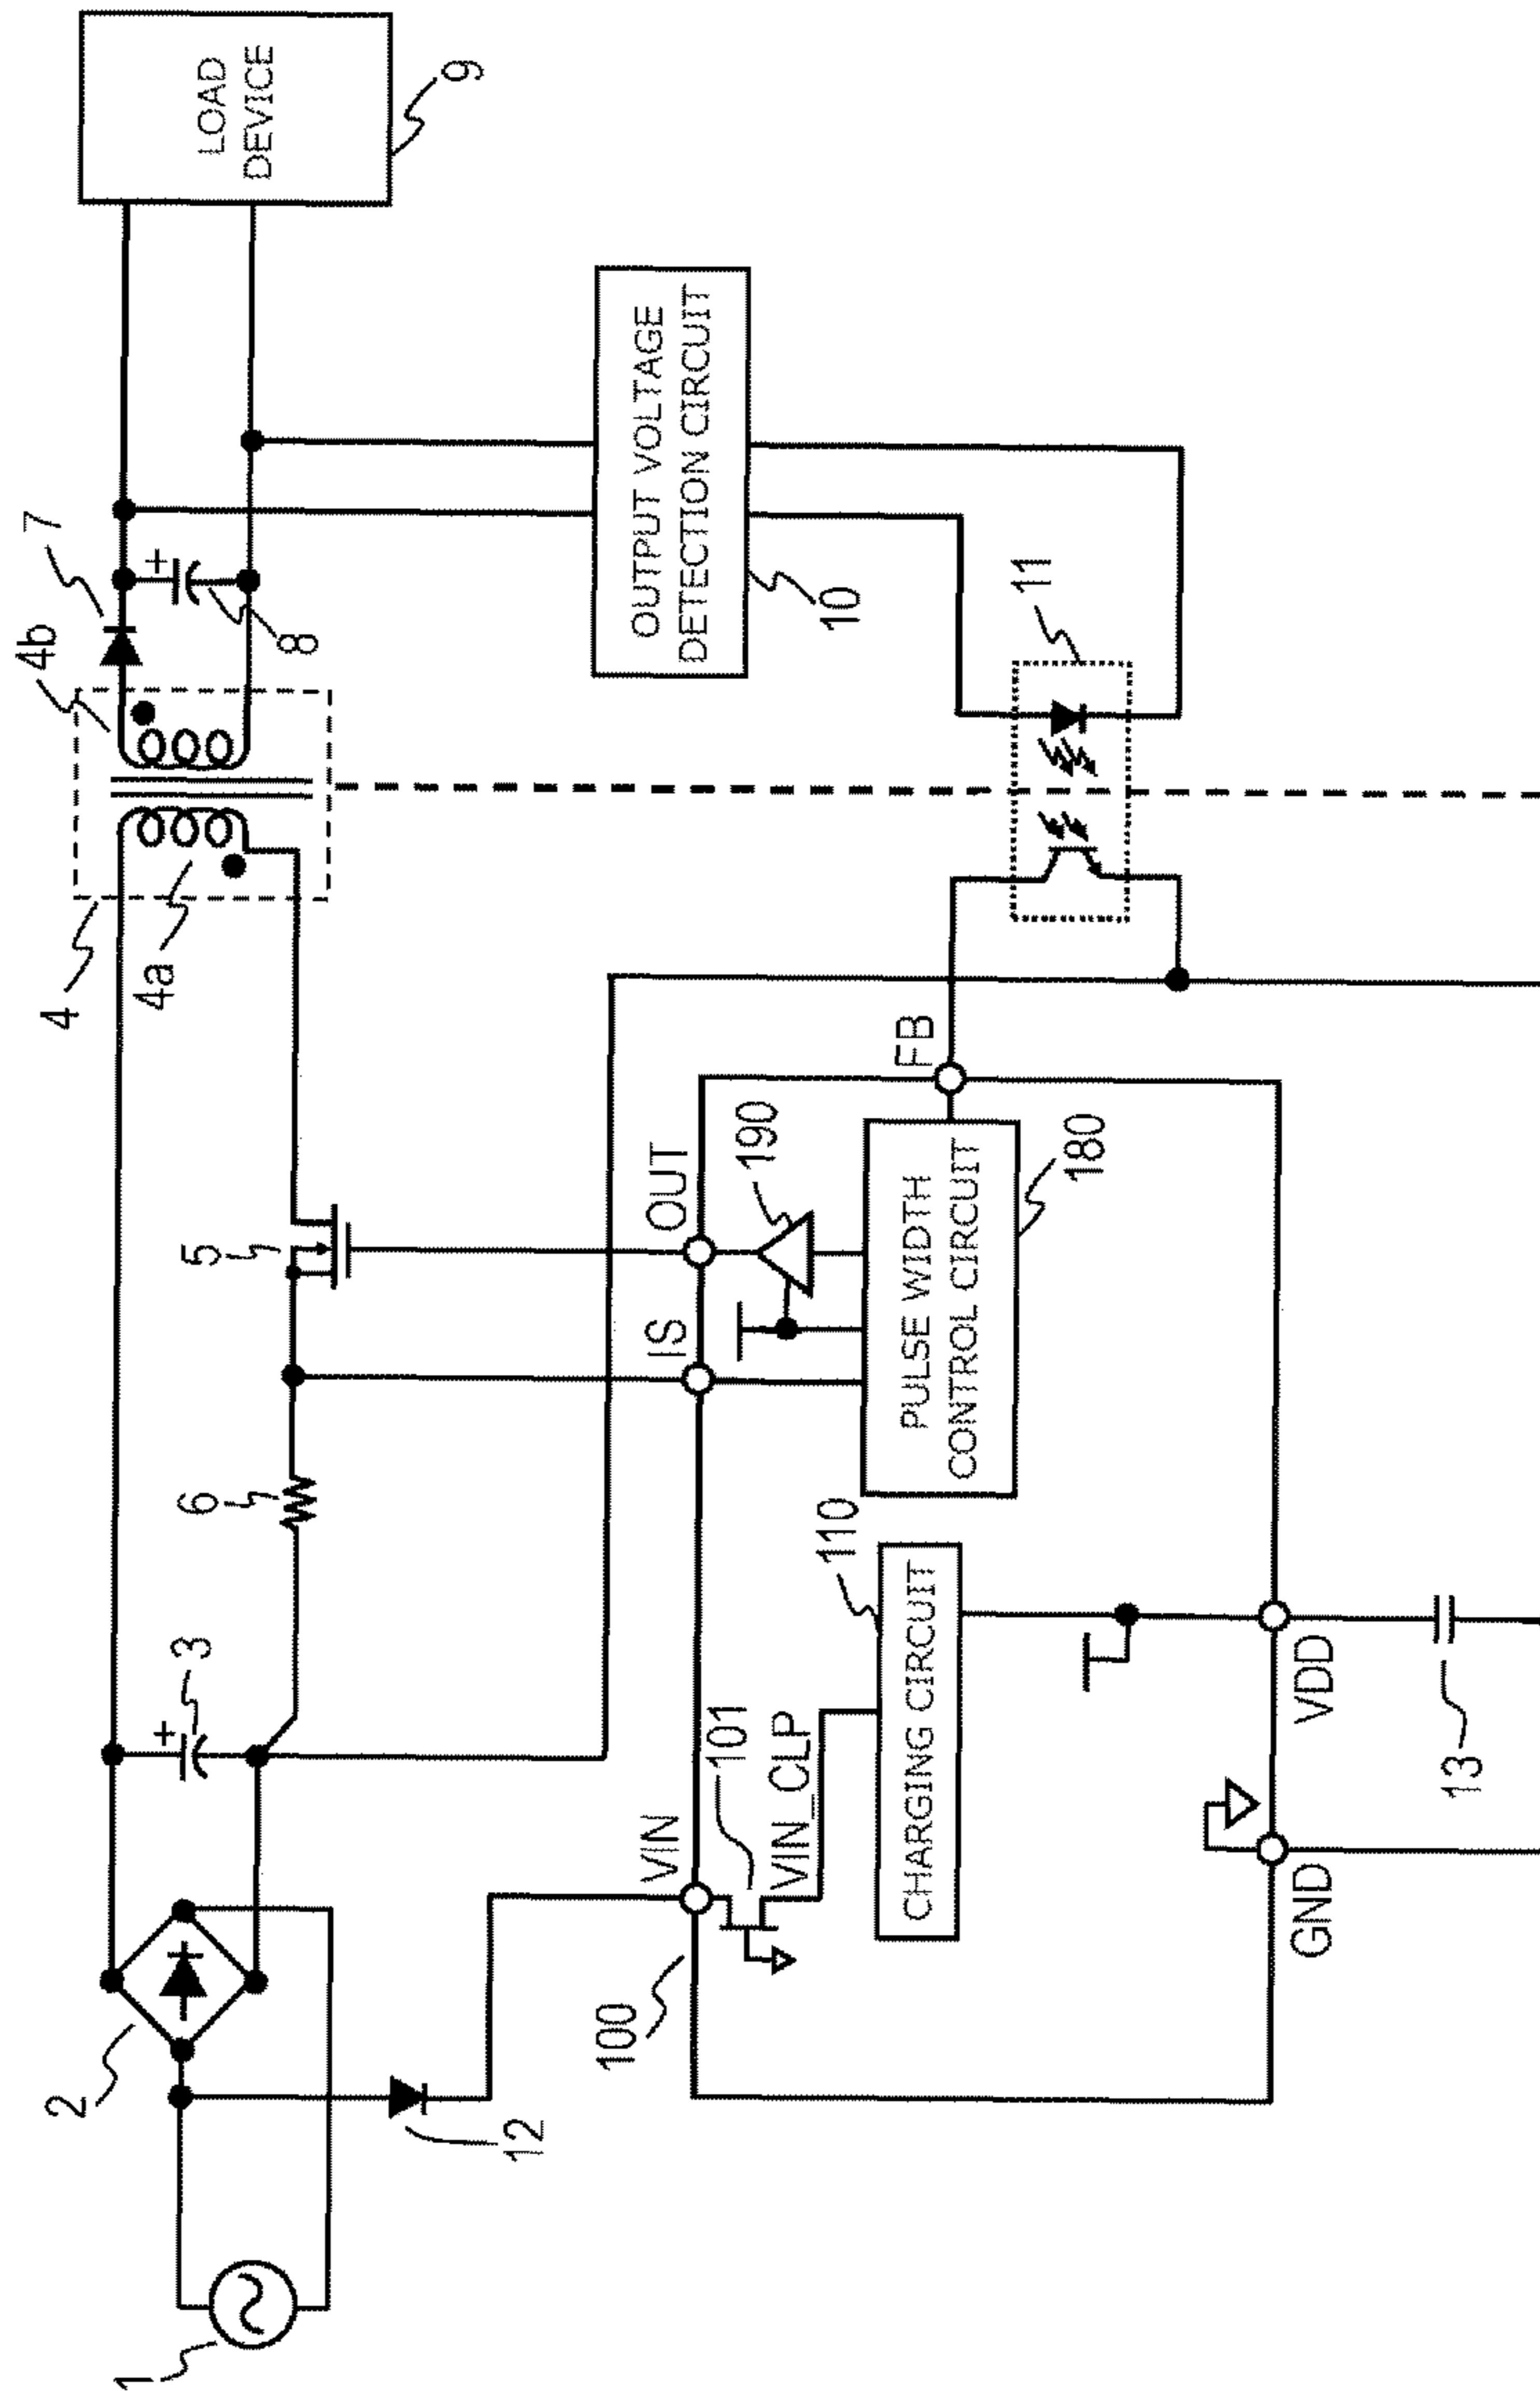 1
2
3
4
4a
4b
5
6
7
8
LOAD
DEVICE
9
12
100
VIN
101
VIN_CLP
IS
OUT
190
110
CHARGING CIRCUIT
PULSE WIDTH
CONTROL CIRCUIT
180
FB
OUTPUT VOLTAGE
DETECTION CIRCUIT
10
11
GND
VDD
13